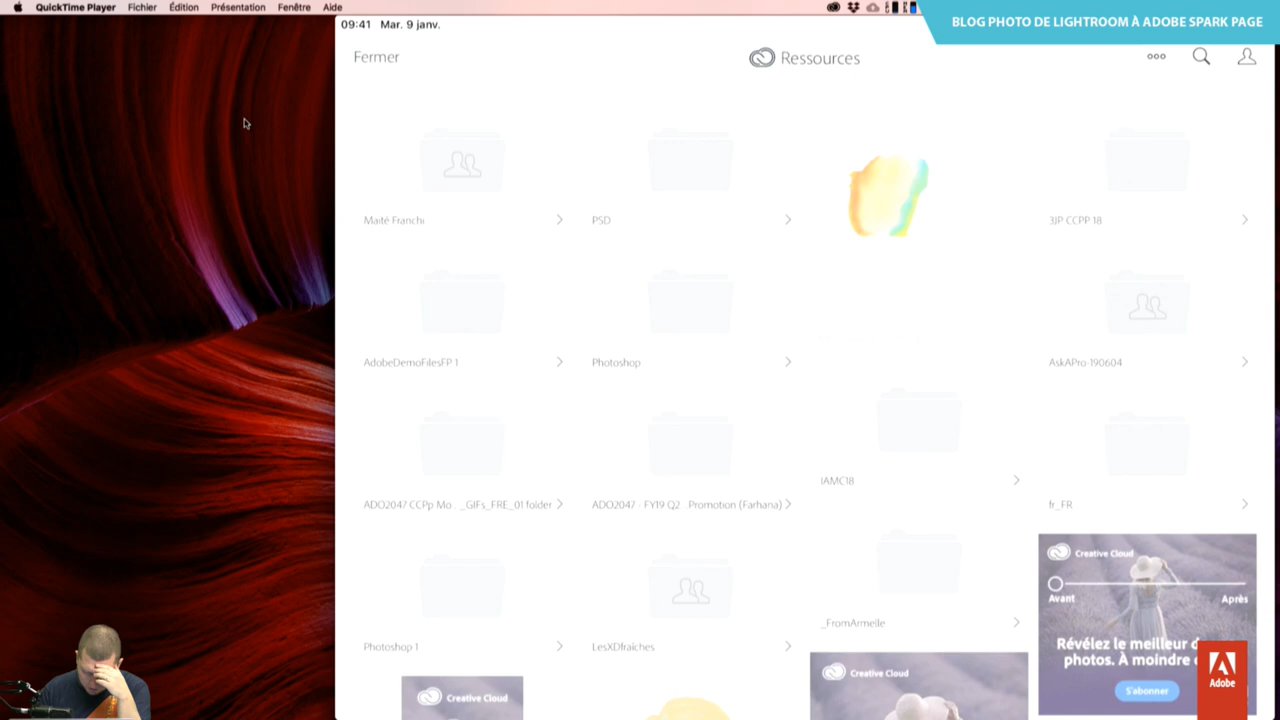 QuickTime Player Fichier Édition Présentation Fenêtre Aide
BLOG PHOTO DE LIGHTROOM À ADOBE SPARK PAGE
09:41 Mar. 9 janv.
Fermer
Ressources
Maïté Franchi
PSD
3JP CCPP 18
AdobeDemoFilesFP 1
Photoshop
AskAPro-190604
IAMC18
ADO2047 CCPp Mo... _GIFs_FRE_01 folder
ADO2047 - FY19 Q2... Promotion (Farhana)
fr_FR
Creative Cloud
Avant
Après
_FromArmelle
Révélez le meilleur d
photos. À moindre
Photoshop 1
LesXDfraîches
Creative Cloud
S'abonner
Creative Cloud
Adobe